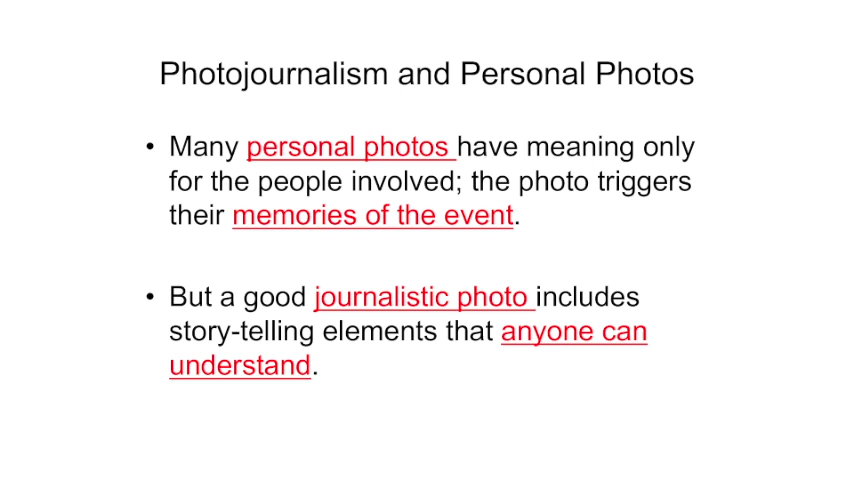 Photojournalism and Personal Photos
• Many personal photos have meaning only
for the people involved; the photo triggers
their memories of the event.
• But a good journalistic photo includes
story-telling elements that anyone can
understand.